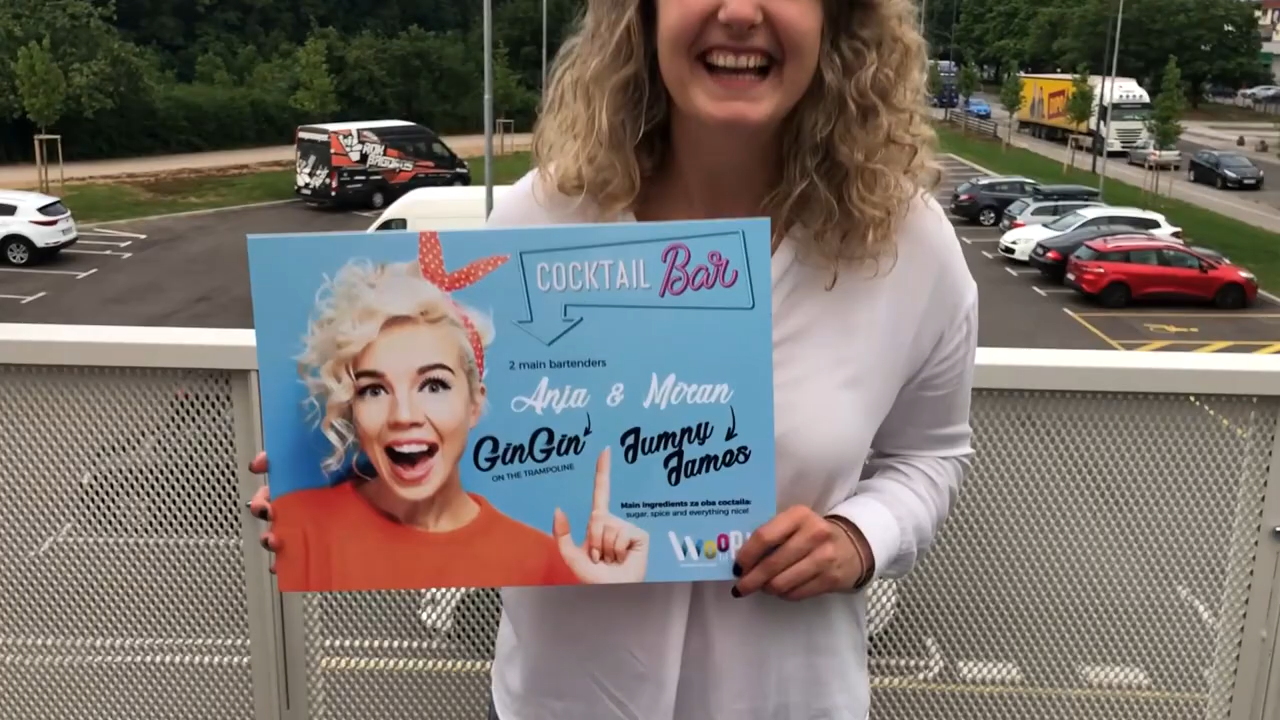 COCKTAIL Bar
2 main bartenders
Anja & Moran
GinGin
ON THE TRAMPOLINE
Jumpy
James
Main ingredients za oba coctaila:
sugar, spice and everything nice!